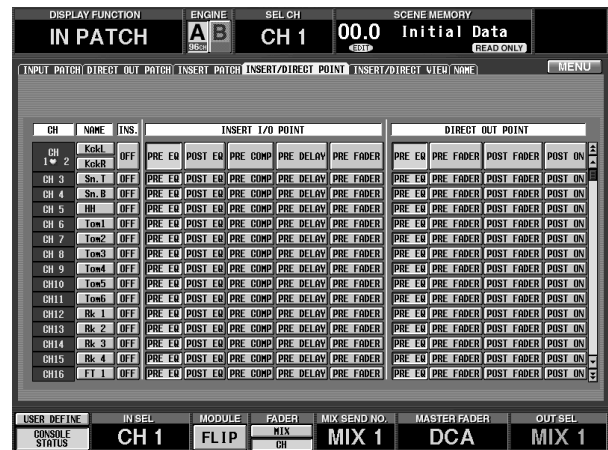 DISPLAY FUNCTION ENGINE SEL CH SCENE MEMORY
IN PATCH A B 96CH CH 1 00.0 EDIT Initial Data READ ONLY
INPUT PATCH DIRECT OUT PATCH INSERT PATCH INSERT/DIRECT POINT INSERT/DIRECT VIEW NAME MENU
CH NAME INS. INSERT I/O POINT DIRECT OUT POINT
CH 1♥ 2 KckL KckR OFF PRE EQ POST EQ PRE COMP PRE DELAY PRE FADER PRE EQ PRE FADER POST FADER POST ON
CH 3 Sn.T OFF PRE EQ POST EQ PRE COMP PRE DELAY PRE FADER PRE EQ PRE FADER POST FADER POST ON
CH 4 Sn.B OFF PRE EQ POST EQ PRE COMP PRE DELAY PRE FADER PRE EQ PRE FADER POST FADER POST ON
CH 5 HH OFF PRE EQ POST EQ PRE COMP PRE DELAY PRE FADER PRE EQ PRE FADER POST FADER POST ON
CH 6 Tom1 OFF PRE EQ POST EQ PRE COMP PRE DELAY PRE FADER PRE EQ PRE FADER POST FADER POST ON
CH 7 Tom2 OFF PRE EQ POST EQ PRE COMP PRE DELAY PRE FADER PRE EQ PRE FADER POST FADER POST ON
CH 8 Tom3 OFF PRE EQ POST EQ PRE COMP PRE DELAY PRE FADER PRE EQ PRE FADER POST FADER POST ON
CH 9 Tom4 OFF PRE EQ POST EQ PRE COMP PRE DELAY PRE FADER PRE EQ PRE FADER POST FADER POST ON
CH10 Tom5 OFF PRE EQ POST EQ PRE COMP PRE DELAY PRE FADER PRE EQ PRE FADER POST FADER POST ON
CH11 Tom6 OFF PRE EQ POST EQ PRE COMP PRE DELAY PRE FADER PRE EQ PRE FADER POST FADER POST ON
CH12 Rk 1 OFF PRE EQ POST EQ PRE COMP PRE DELAY PRE FADER PRE EQ PRE FADER POST FADER POST ON
CH13 Rk 2 OFF PRE EQ POST EQ PRE COMP PRE DELAY PRE FADER PRE EQ PRE FADER POST FADER POST ON
CH14 Rk 3 OFF PRE EQ POST EQ PRE COMP PRE DELAY PRE FADER PRE EQ PRE FADER POST FADER POST ON
CH15 Rk 4 OFF PRE EQ POST EQ PRE COMP PRE DELAY PRE FADER PRE EQ PRE FADER POST FADER POST ON
CH16 FT 1 OFF PRE EQ POST EQ PRE COMP PRE DELAY PRE FADER PRE EQ PRE FADER POST FADER POST ON
USER DEFINE IN SEL MODULE FADER MIX SEND NO. MASTER FADER OUT SEL
CONSOLE STATUS CH 1 FLIP MIX CH MIX 1 DCA MIX 1